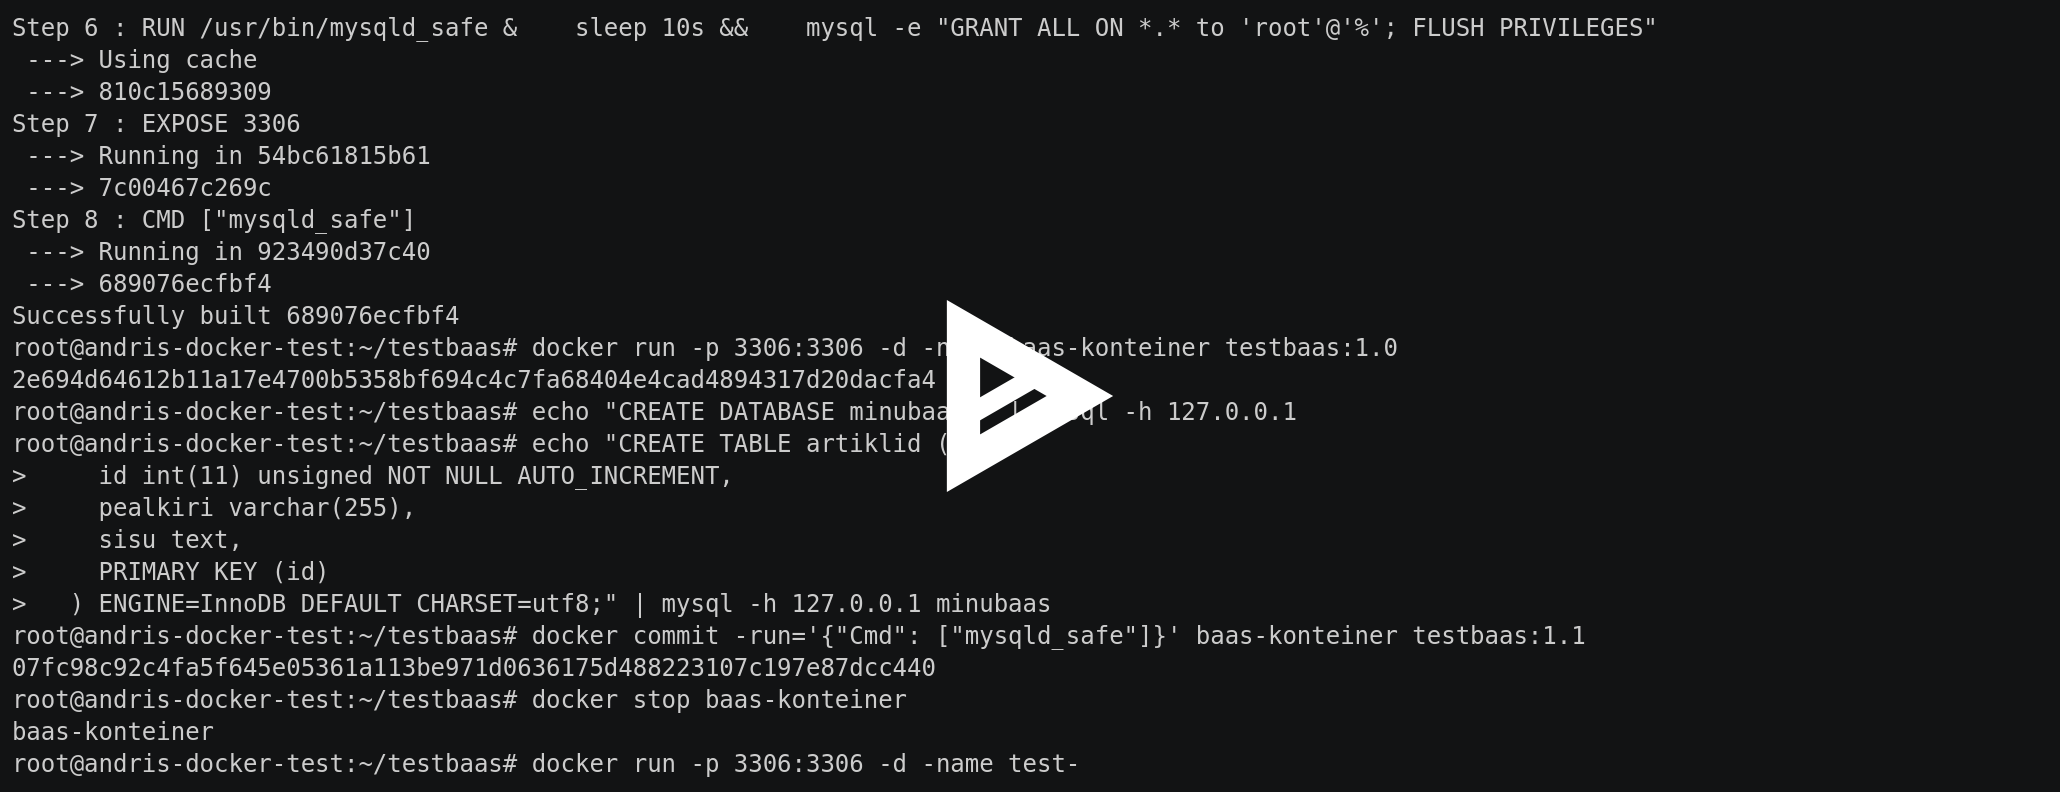 Step 6 : RUN /usr/bin/mysqld_safe &    sleep 10s &&    mysql -e "GRANT ALL ON *.* to 'root'@'%'; FLUSH PRIVILEGES"
 ---> Using cache
 ---> 810c15689309
Step 7 : EXPOSE 3306
 ---> Running in 54bc61815b61
 ---> 7c00467c269c
Step 8 : CMD ["mysqld_safe"]
 ---> Running in 923490d37c40
 ---> 689076ecfbf4
Successfully built 689076ecfbf4
root@andris-docker-test:~/testbaas# docker run -p 3306:3306 -d baas-konteiner testbaas:1.0
2e694d64612b11a17e4700b5358bf694c4c7fa68404e4cad4894317d20dacfa4
root@andris-docker-test:~/testbaas# echo "CREATE DATABASE -h 127.0.0.1
root@andris-docker-test:~/testbaas# echo "CREATE TABLE artiklid (
>     id int(11) unsigned NOT NULL AUTO_INCREMENT,
>     pealkiri varchar(255),
>     sisu text,
>     PRIMARY KEY (id)
>   ) ENGINE=InnoDB DEFAULT CHARSET=utf8;" | mysql -h 127.0.0.1 minubaas
root@andris-docker-test:~/testbaas# docker commit -run='{"Cmd": ["mysqld_safe"]}' baas-konteiner testbaas:1.1
07fc98c92c4fa5f645e05361a113be971d0636175d488223107c197e87dcc440
root@andris-docker-test:~/testbaas# docker stop baas-konteiner
baas-konteiner
root@andris-docker-test:~/testbaas# docker run -p 3306:3306 -d -name test-